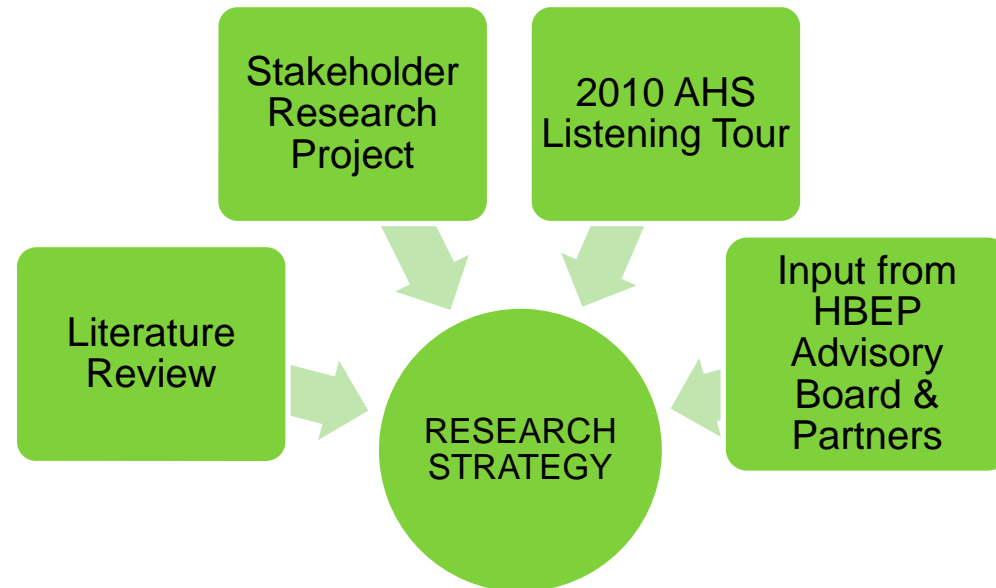 Stakeholder
Research
Project
2010 AHS
Listening Tour
Literature
Review
Input from
HBEP
Advisory
Board &
Partners
RESEARCH
STRATEGY